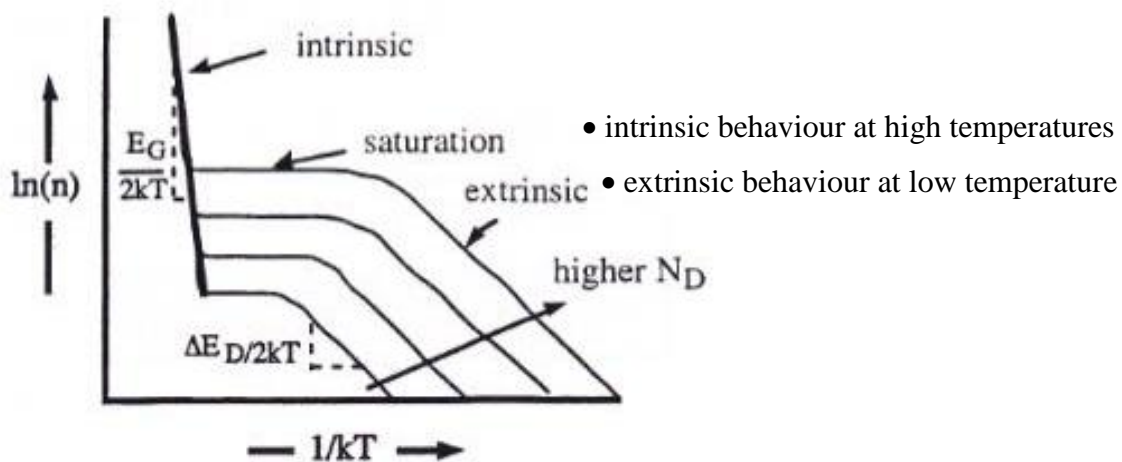 intrinsic
• intrinsic behaviour at high temperatures
E_G
2kT
saturation
ln(n)
• extrinsic behaviour at low temperature
extrinsic
higher N_D
ΔE_D/2kT
1/kT